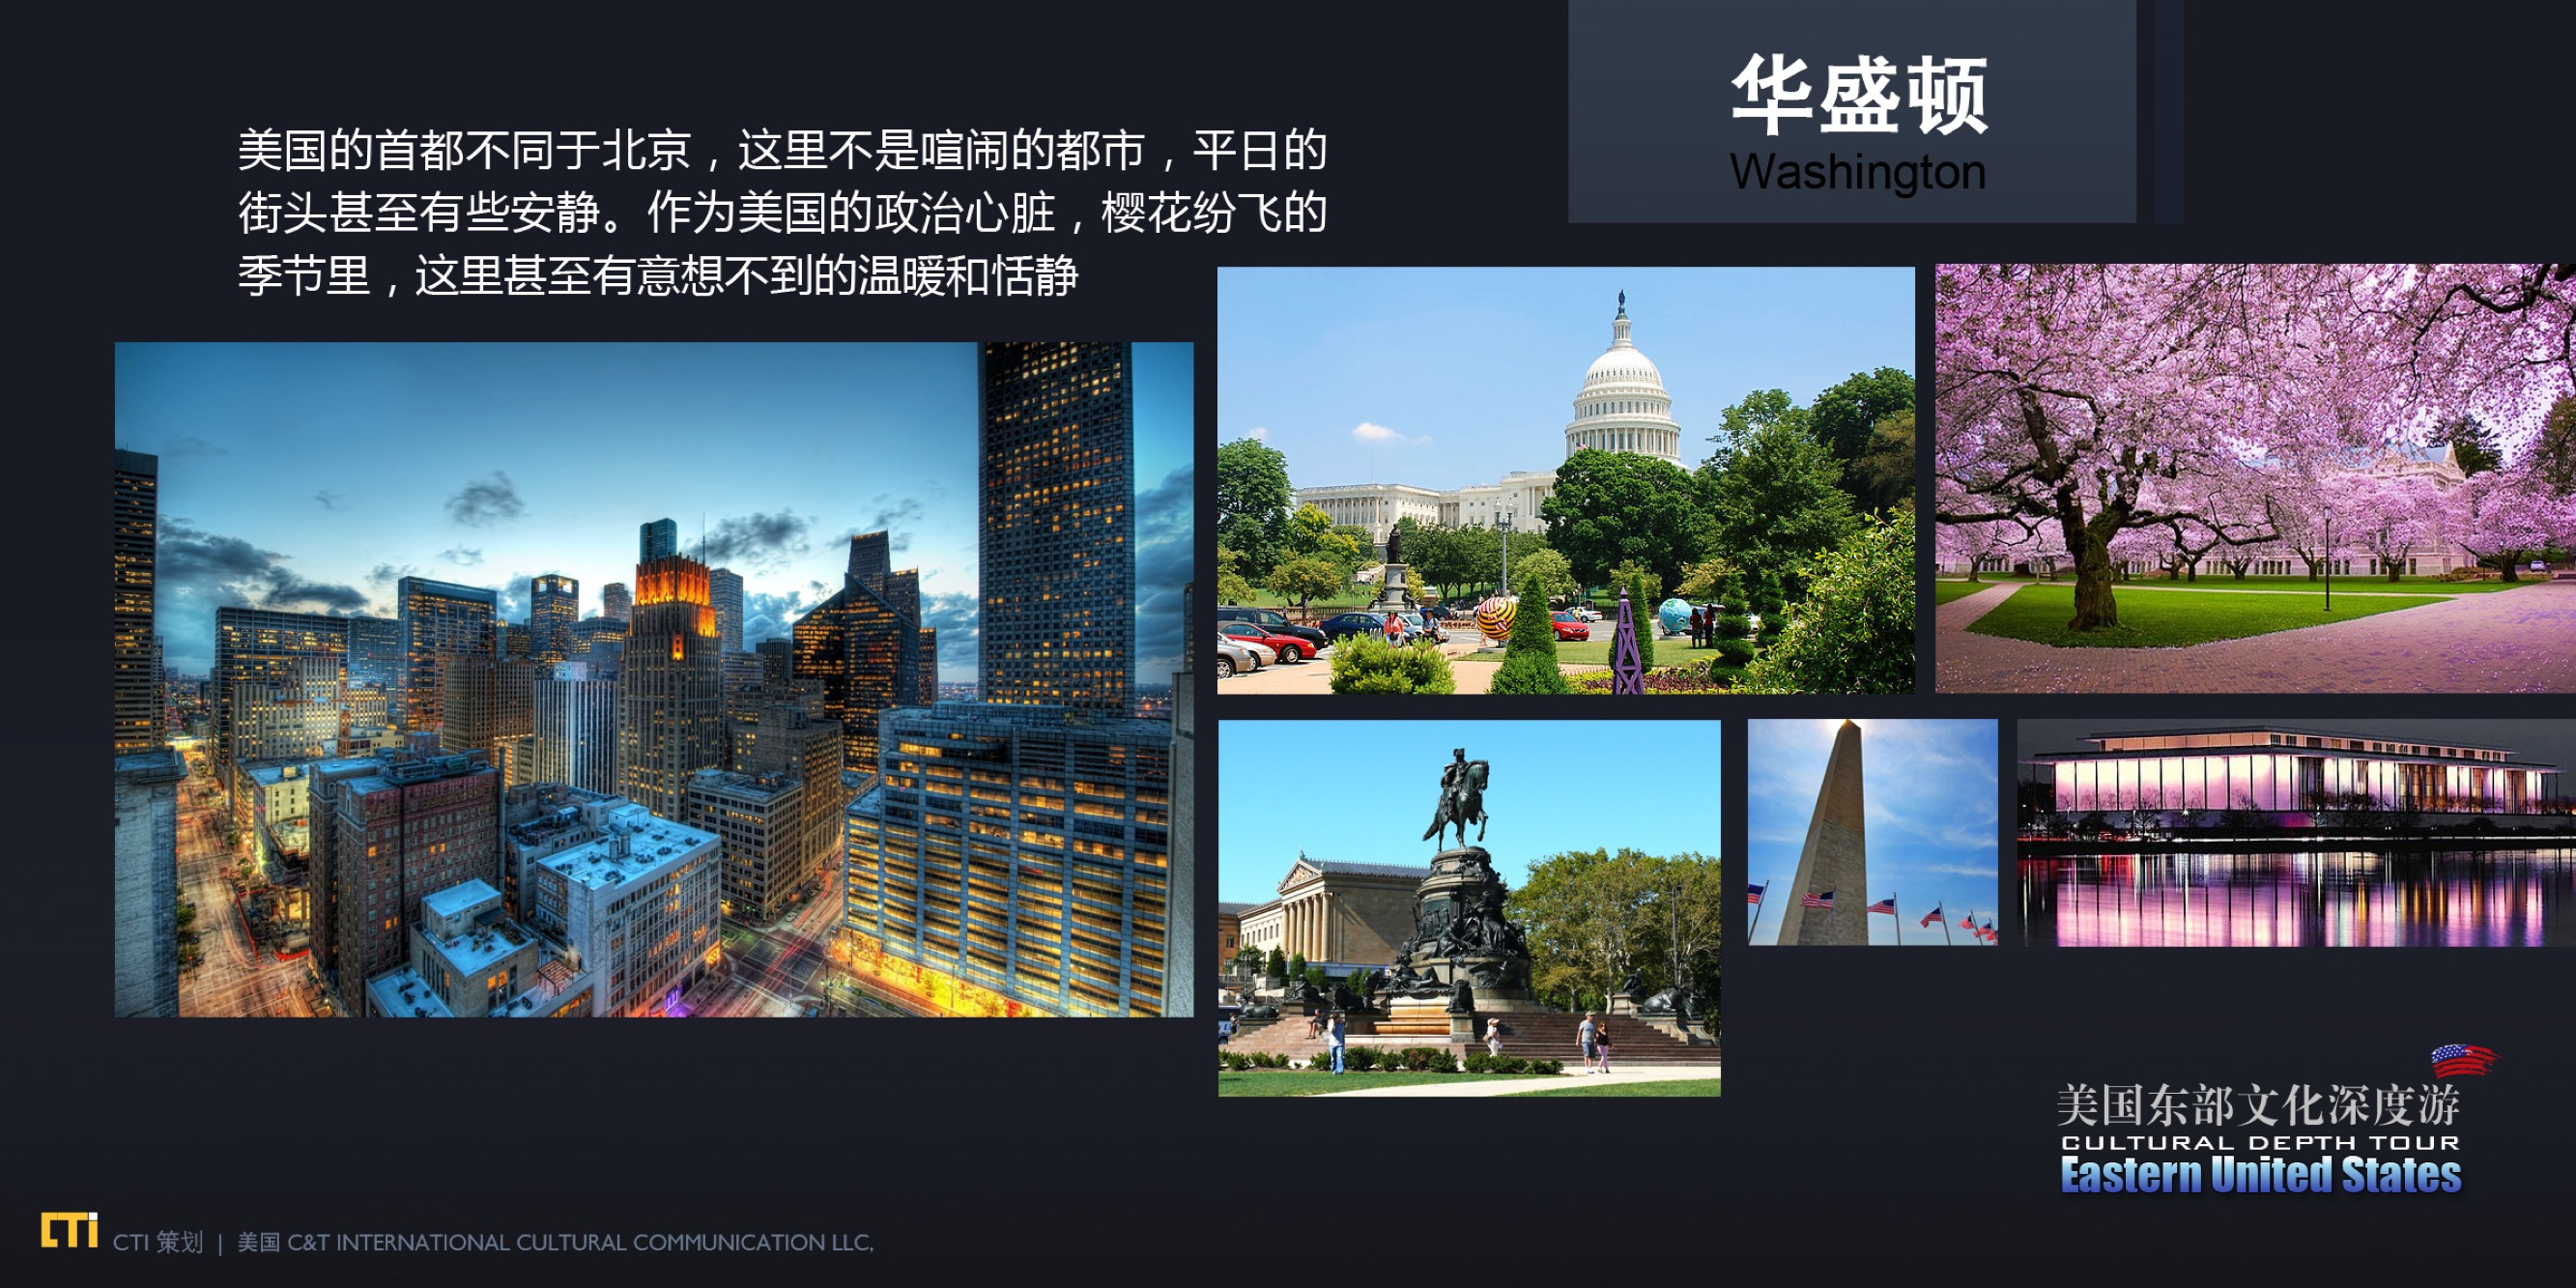 华盛顿
Washington
美国的首都不同于北京，这里不是喧闹的都市，平日的
街头甚至有些安静。作为美国的政治心脏，樱花纷飞的
季节里，这里甚至有意想不到的温暖和恬静
美国东部文化深度游
CULTURAL DEPTH TOUR
Eastern United States
CTi CTI 策划 | 美国 C&T INTERNATIONAL CULTURAL COMMUNICATION LLC,